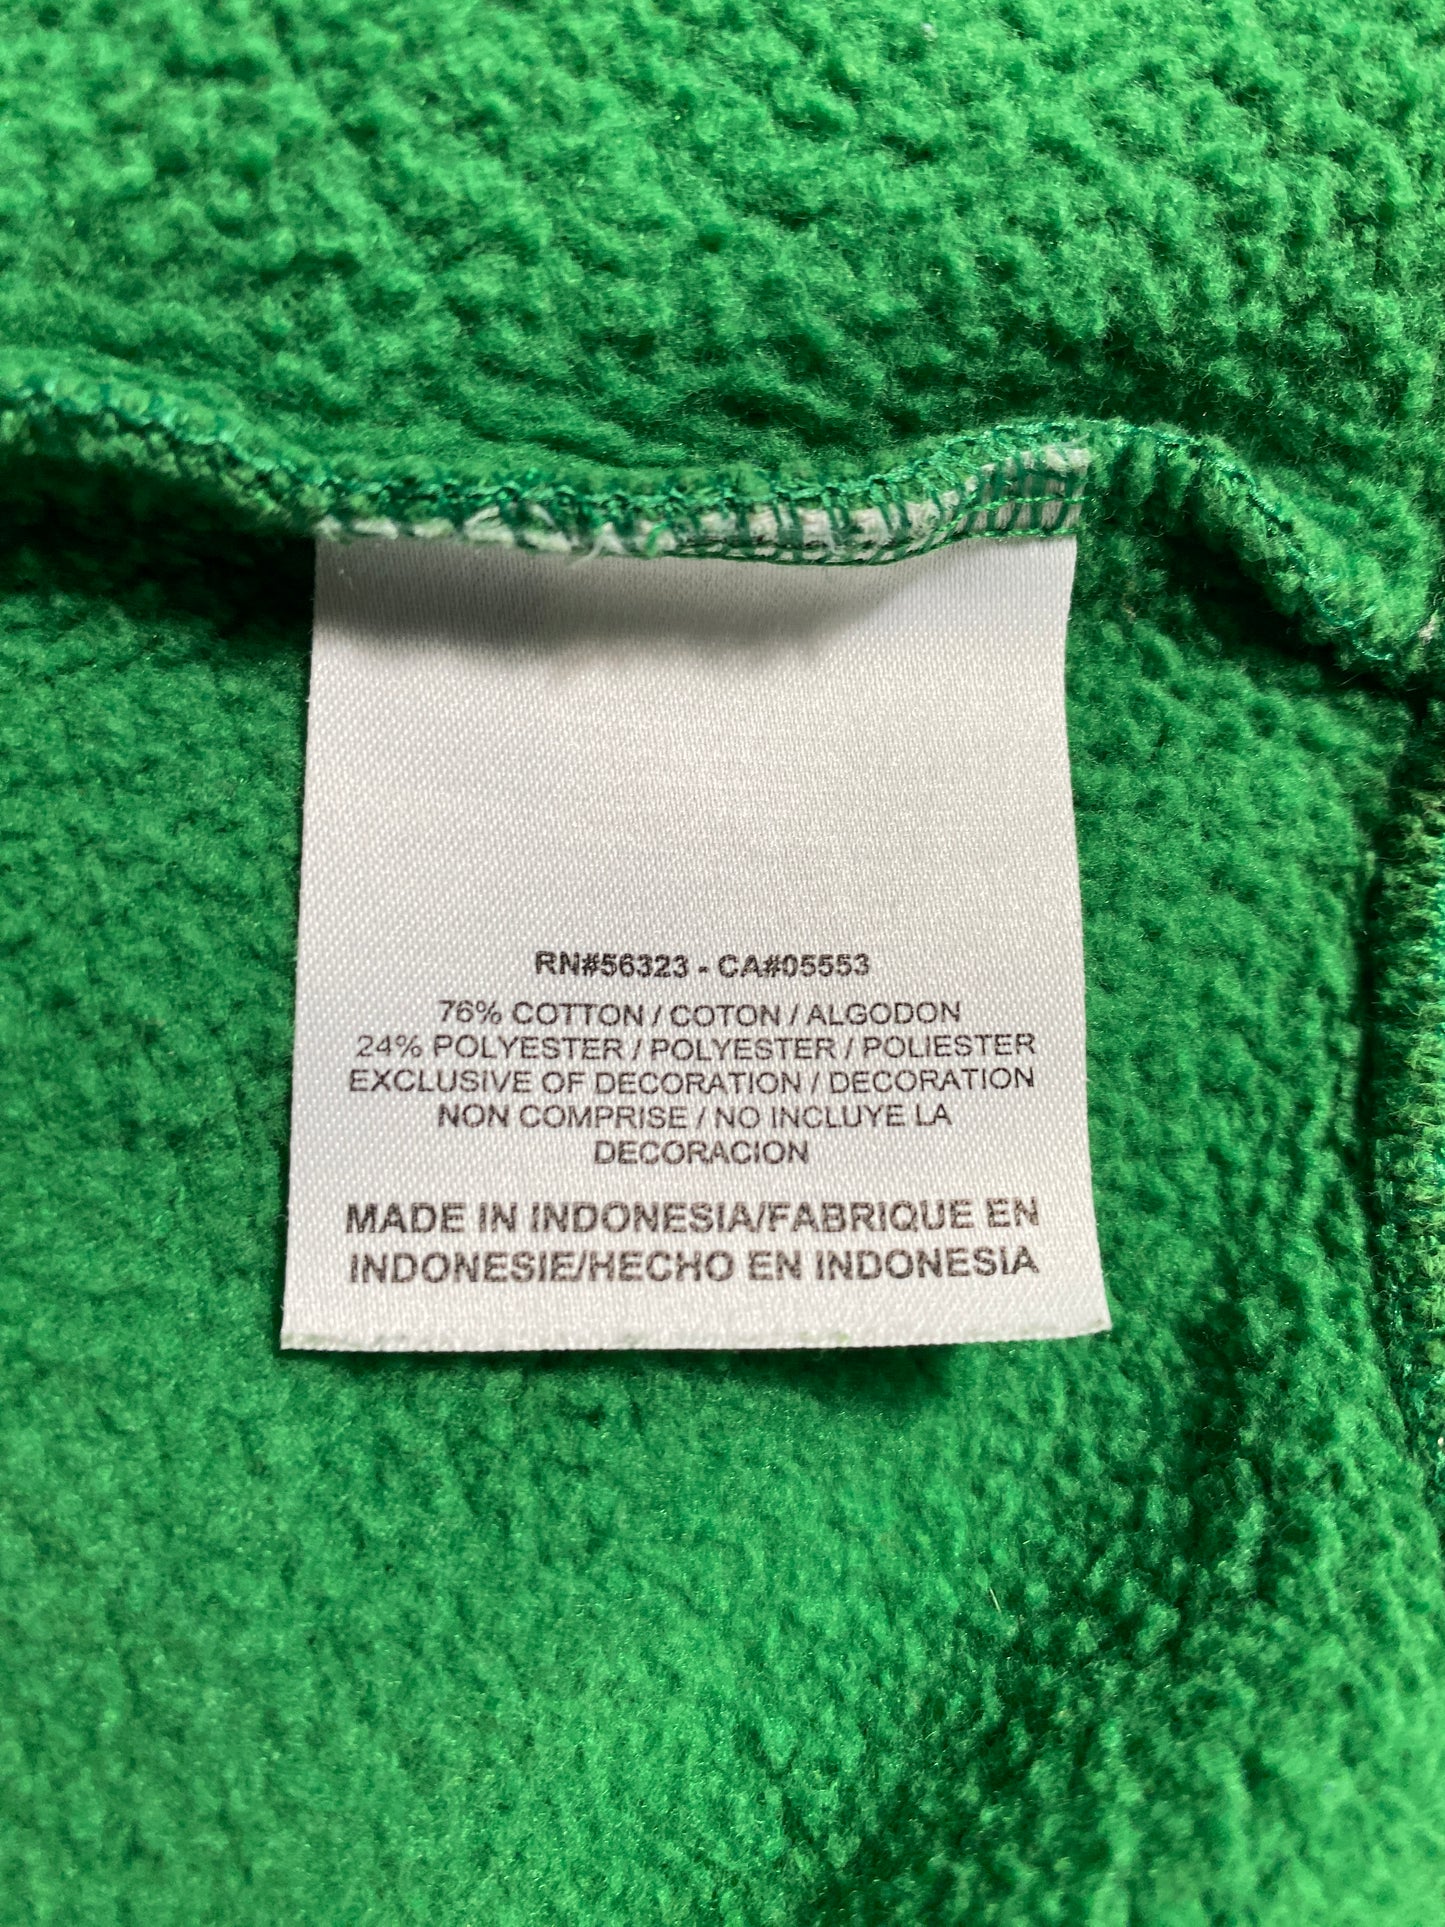 RN#56323 - CA#05553
76% COTTON / COTON / ALGODON
24% POLYESTER / POLYESTER / POLIESTER
EXCLUSIVE OF DECORATION / DECORATION
NON COMPRISE / NO INCLUYE LA
DECORACION
MADE IN INDONESIA/FABRIQUE EN
INDONESIE/HECHO EN INDONESIA